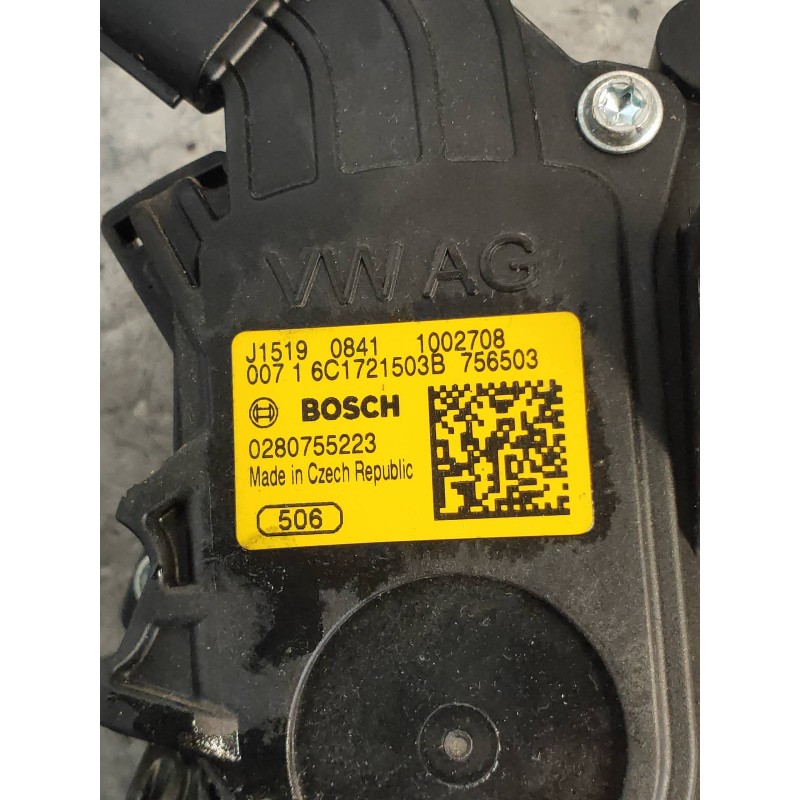 VW AG
J1519 0841 1002708
007 1 6C1721503B 756503
BOSCH
0280755223
Made in Czech Republic
506